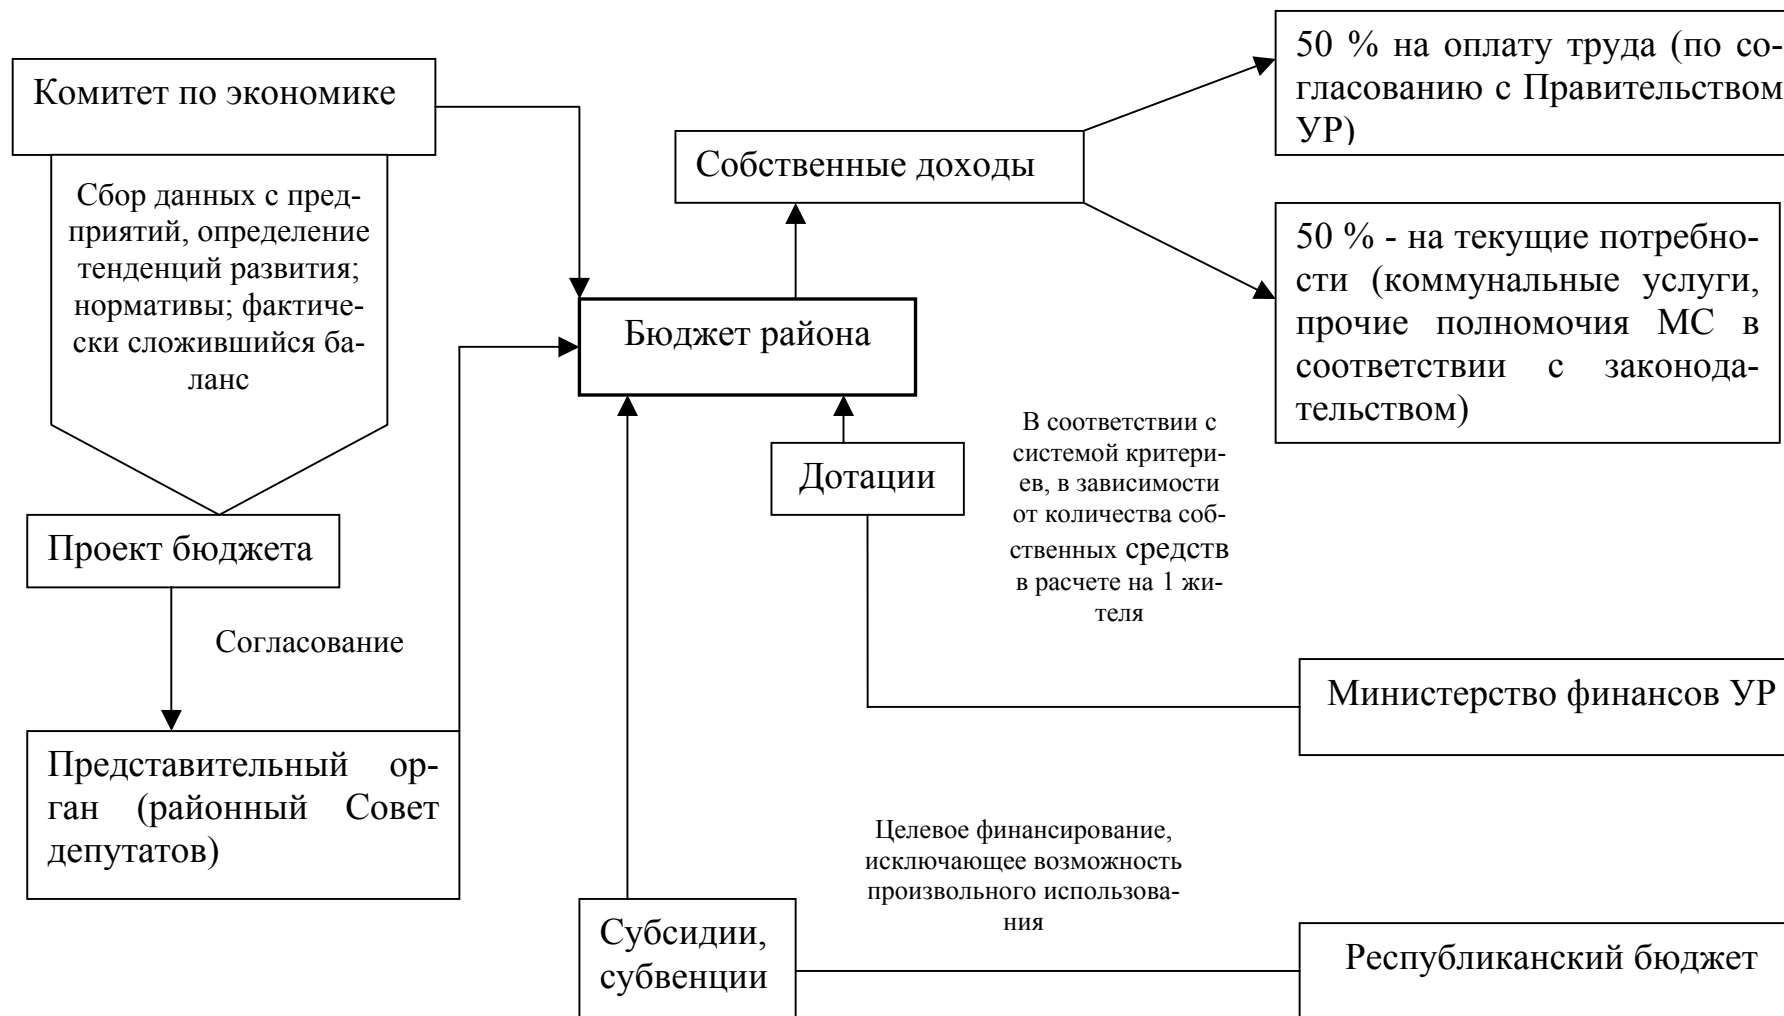 Комитет по экономике
Сбор данных с пред-
приятий, определение
тенденций развития;
нормативы; фактиче-
ски сложившийся ба-
ланс
Проект бюджета
Согласование
Представительный ор-
ган (районный Совет
депутатов)
Собственные доходы
50 % на оплату труда (по со-
гласованию с Правительством
УР)
50 % - на текущие потребно-
сти (коммунальные услуги,
прочие полномочия МС в
соответствии с законода-
тельством)
Бюджет района
Дотации
В соответствии с
системой критери-
ев, в зависимости
от количества соб-
ственных средств
в расчете на 1 жи-
теля
Министерство финансов УР
Целевое финансирование,
исключающее возможность
произвольного использова-
ния
Субсидии,
субвенции
Республиканский бюджет